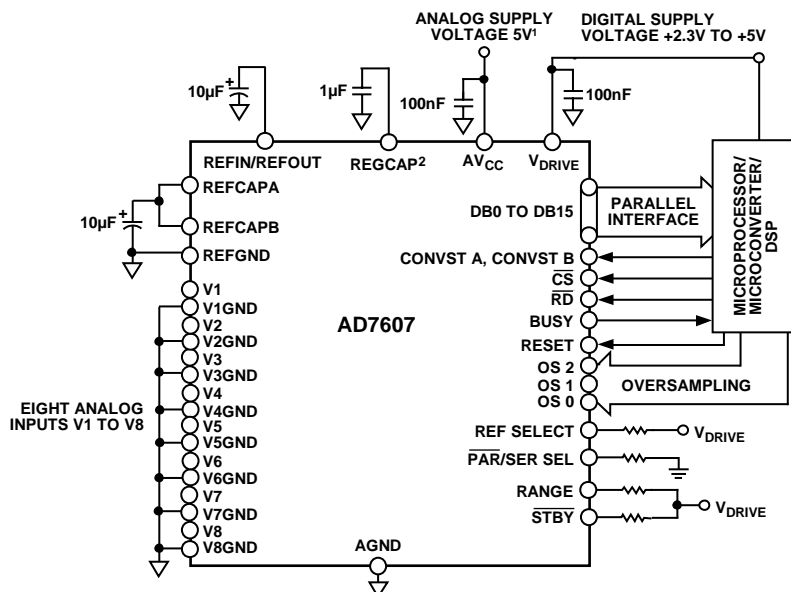 ANALOG SUPPLY
VOLTAGE 5V¹
DIGITAL SUPPLY
VOLTAGE +2.3V TO +5V
10µF
+
1µF
100nF
100nF
REFIN/REFOUT
REGCAP²
AVCC
VDRIVE
REFCAPA
10µF
+
REFCAPB
REFGND
DB0 TO DB15
PARALLEL
INTERFACE
MICROPROCESSOR/
MICROCONVERTER/
DSP
CONVST A, CONVST B
CS
RD
BUSY
RESET
OS 2
OS 1
OS 0
OVERSAMPLING
AD7607
V1
V1GND
V2
V2GND
V3
V3GND
V4
V4GND
V5
V5GND
V6
V6GND
V7
V7GND
V8
V8GND
EIGHT ANALOG
INPUTS V1 TO V8
REF SELECT
VDRIVE
PAR/SER SEL
RANGE
STBY
VDRIVE
AGND